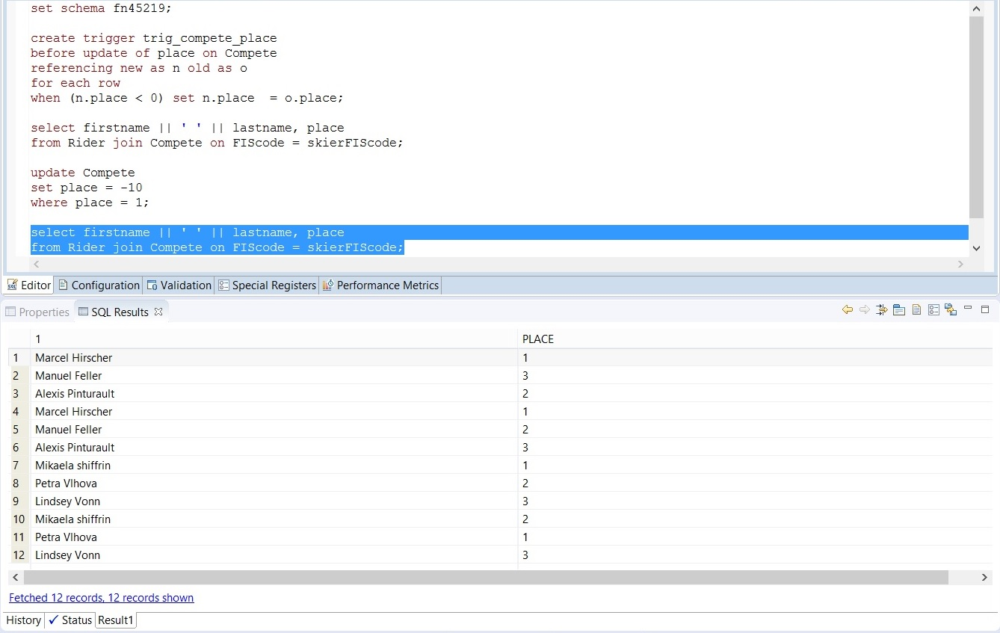 set schema fn45219;
create trigger trig_compete_place
before update of place on Compete
referencing new as n old as o
for each row
when (n.place < 0) set n.place  = o.place;
select firstname || ' ' || lastname, place
from Rider join Compete on FIScode = skierFIScode;
update Compete
set place = -10
where place = 1;
select firstname || ' ' || lastname, place
from Rider join Compete on FIScode = skierFIScode;
Editor Configuration Validation Special Registers Performance Metrics
Properties SQL Results
1 PLACE
1 Marcel Hirscher 1
2 Manuel Feller 3
3 Alexis Pinturault 2
4 Marcel Hirscher 1
5 Manuel Feller 2
6 Alexis Pinturault 3
7 Mikaela shiffrin 1
8 Petra Vlhova 2
9 Lindsey Vonn 3
10 Mikaela shiffrin 2
11 Petra Vlhova 1
12 Lindsey Vonn 3
Fetched 12 records, 12 records shown
History Status Result1